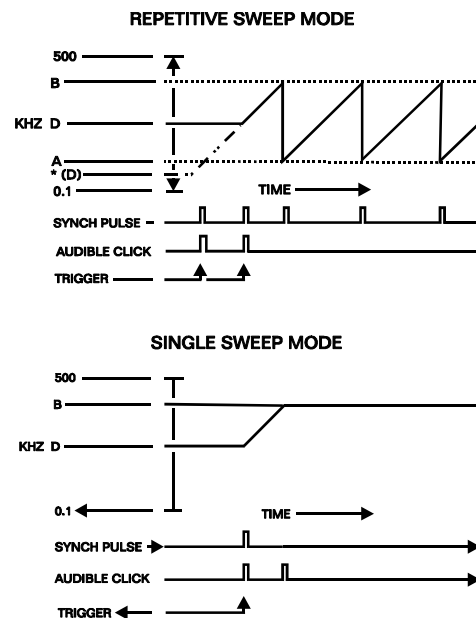 REPETITIVE SWEEP MODE
500
B
KHZ D
A
* (D)
0.1
TIME
SYNCH PULSE
AUDIBLE CLICK
TRIGGER
SINGLE SWEEP MODE
500
B
KHZ D
0.1
TIME
SYNCH PULSE
AUDIBLE CLICK
TRIGGER